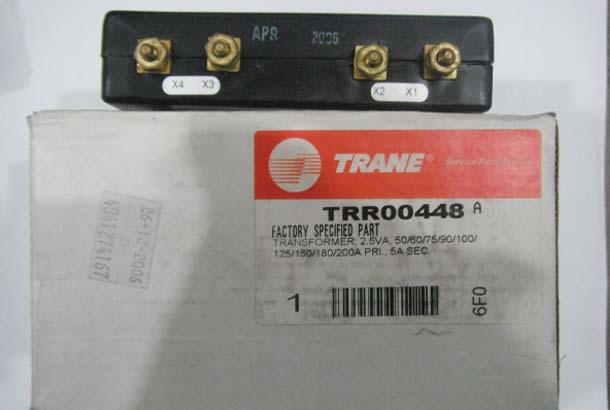 APR 2006
X4 X3 X2 X1
TRANE® Service Parts
TRR00448 A
FACTORY SPECIFIED PART
TRANSFORMER; 2.5VA, 50/60/75/90/100/
125/150/180/200A PRI., 5A SEC.
1
6F0
26-12-2006
4041274167